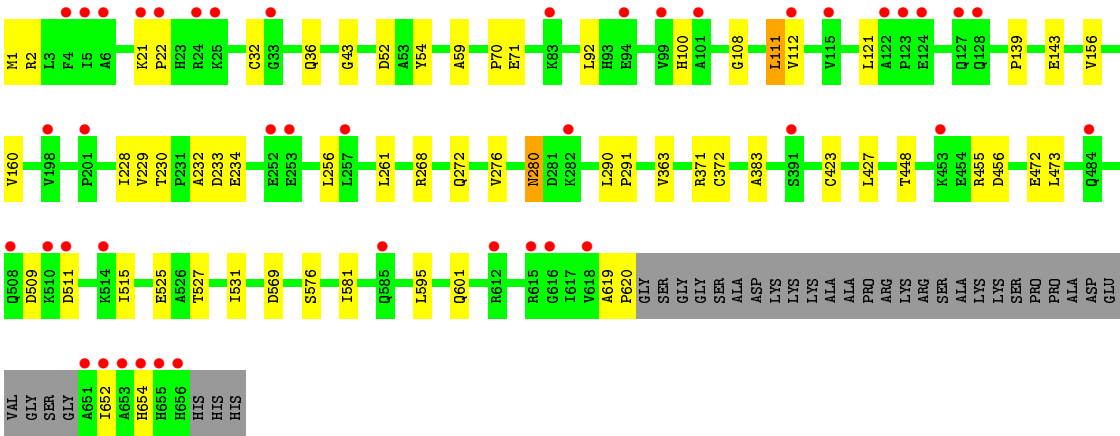 M1 R2 L3 F4 I5 A6 K21 P22 H23 R24 K25 C32 G33 Q36 G43 D52 A53 Y54 A59 P70 E71 K83 L92 H93 E94 V99 H100 A101 G108 L111 V112 V115 L121 A122 P123 E124 Q127 Q128 P139 E143 V156
V160 V198 P201 I228 V229 T230 P231 A232 D233 E234 E252 E253 L256 L257 L261 R268 Q272 V276 N280 D281 K282 L290 P291 V363 R371 C372 A383 S391 C423 L427 T448 K453 E454 R455 D456 E472 L473 Q484
Q508 D509 K510 D511 K514 I515 E525 A526 T527 I531 D569 S576 I581 Q585 L595 Q601 R612 R615 G616 I617 V618 A619 P620 GLY SER GLY GLY SER ALA ASP LYS LYS LYS ALA ALA PRO ARG LYS ARG SER ALA LYS LYS SER PRO PRO ALA ASP GLU
VAL GLY SER GLY A651 I652 A653 H654 H655 H656 HIS HIS HIS